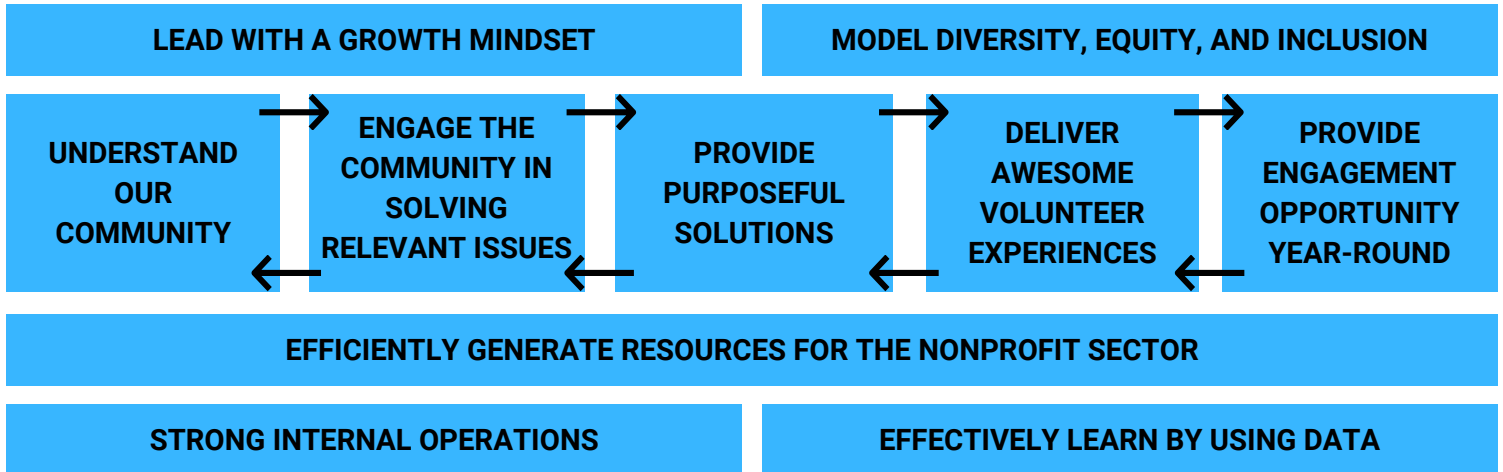 LEAD WITH A GROWTH MINDSET
MODEL DIVERSITY, EQUITY, AND INCLUSION
UNDERSTAND
OUR
COMMUNITY
ENGAGE THE
COMMUNITY IN
SOLVING
RELEVANT ISSUES
PROVIDE
PURPOSEFUL
SOLUTIONS
DELIVER
AWESOME
VOLUNTEER
EXPERIENCES
PROVIDE
ENGAGEMENT
OPPORTUNITY
YEAR-ROUND
EFFICIENTLY GENERATE RESOURCES FOR THE NONPROFIT SECTOR
STRONG INTERNAL OPERATIONS
EFFECTIVELY LEARN BY USING DATA